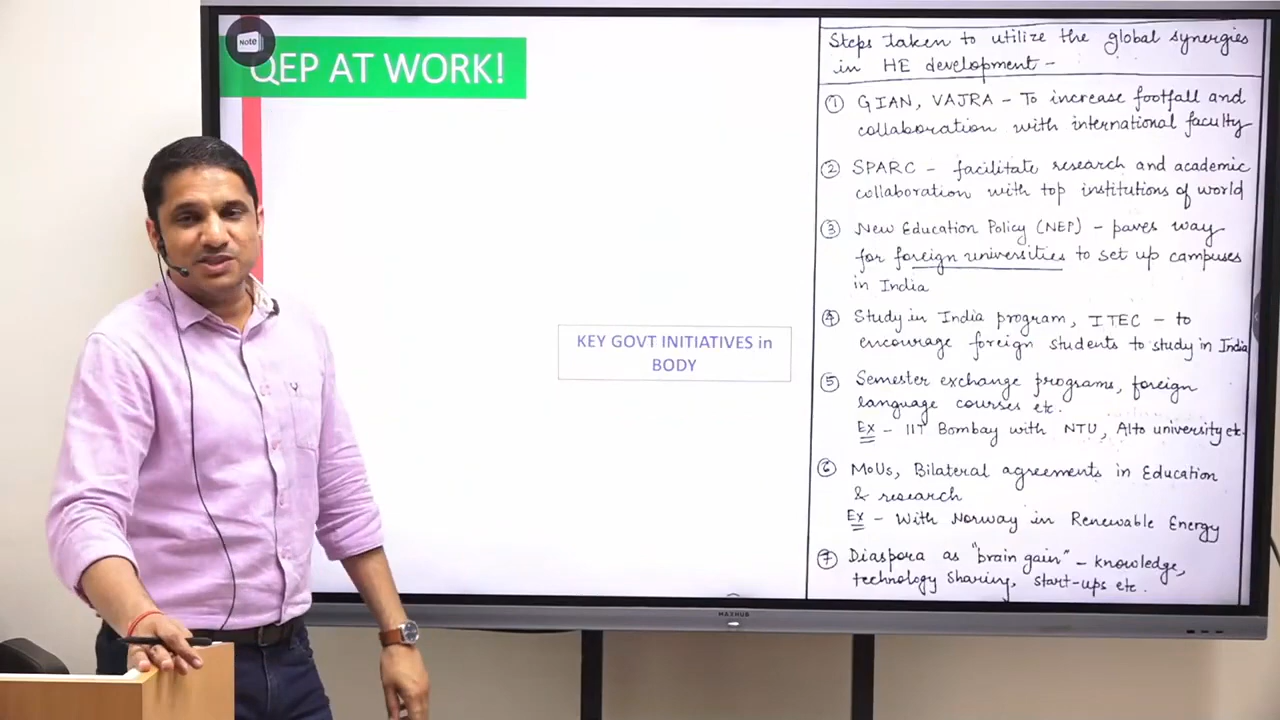 Note
QEP AT WORK!
KEY GOVT INITIATIVES in
BODY
Steps taken to utilize the global synergies
in HE development -
① GIAN, VAJRA - To increase footfall and
collaboration with international faculty
② SPARC - facilitate research and academic
collaboration with top institutions of world
③ New Education Policy (NEP) - paves way
for foreign universities to set up campuses
in India
④ Study in India program, ITEC - to
encourage foreign students to study in India
⑤ Semester exchange programs, foreign
language courses etc.
Ex - IIT Bombay with NTU, Alto university etc.
⑥ MoUs, Bilateral agreements in Education
& research
Ex - With Norway in Renewable Energy
⑦ Diaspora as "brain gain" - knowledge,
technology sharing, start-ups etc.
MAXHUB